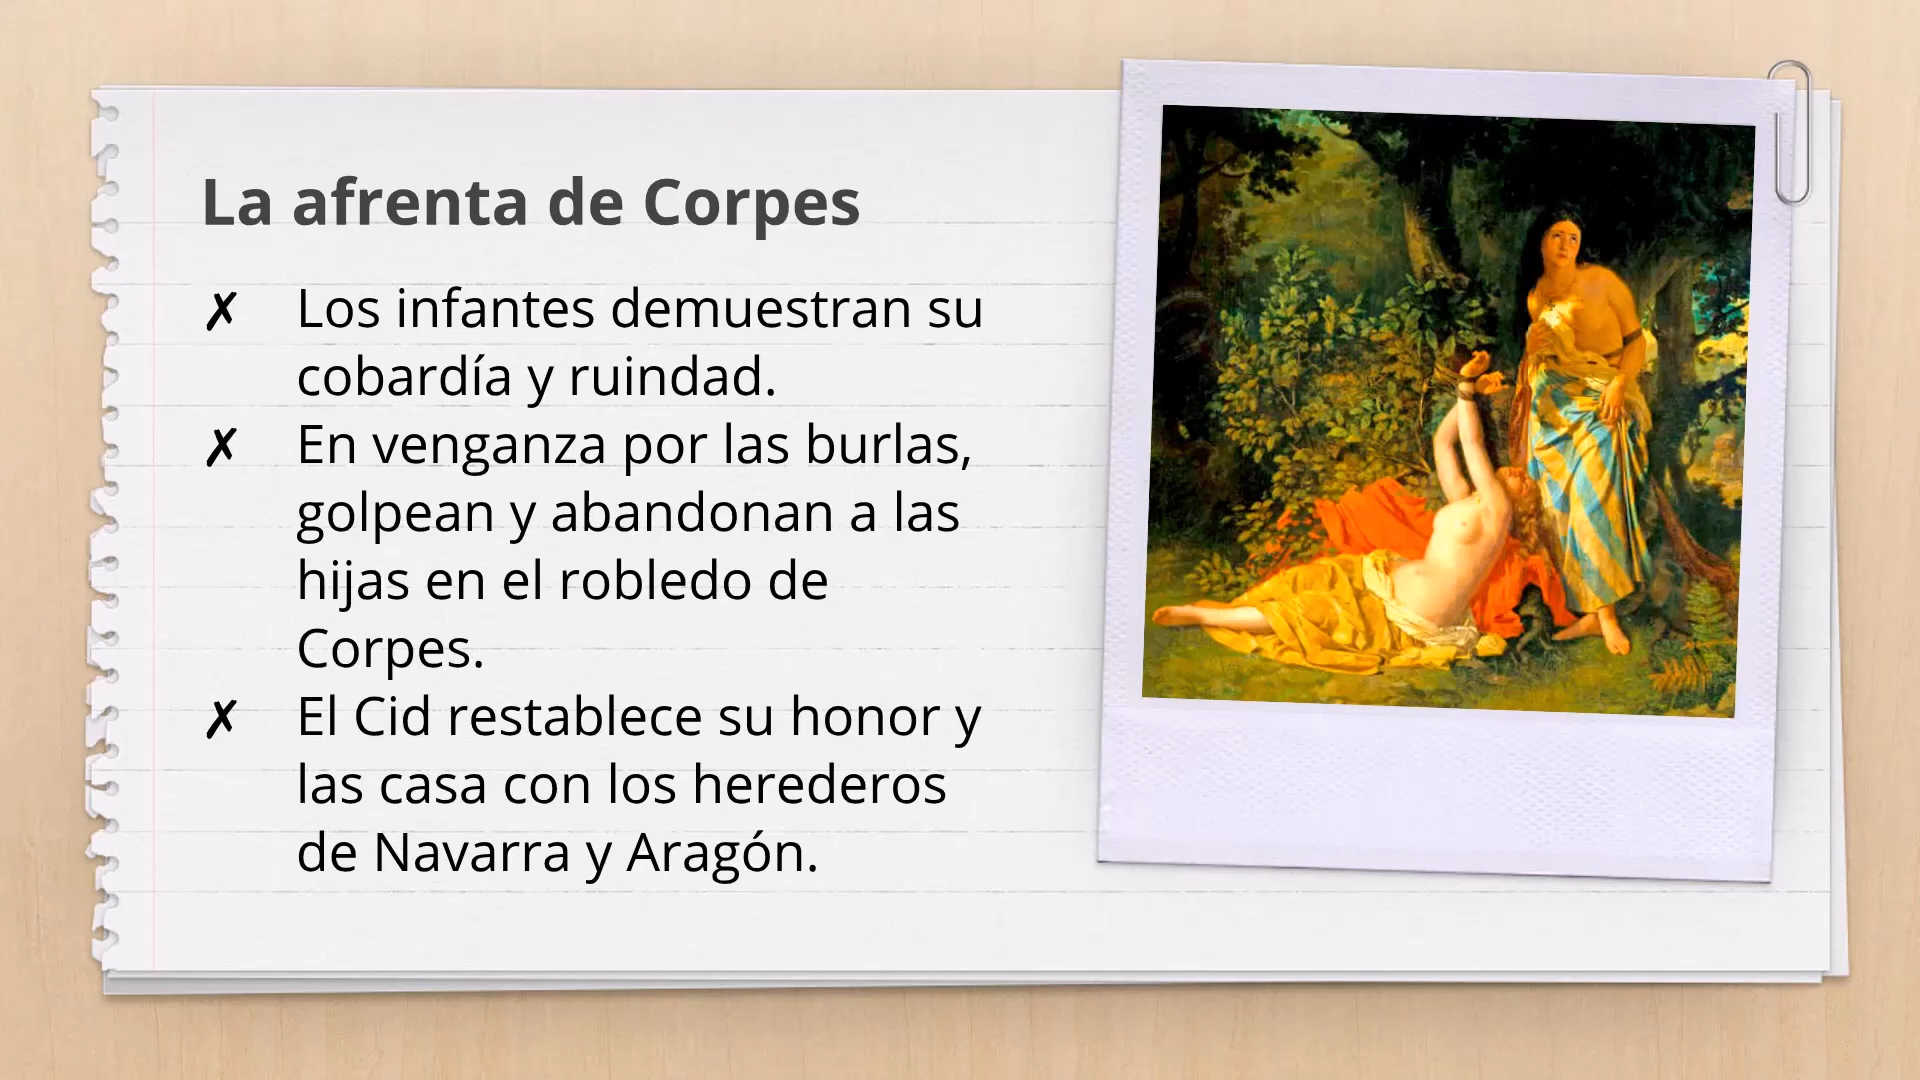 La afrenta de Corpes
✗ Los infantes demuestran su
cobardía y ruindad.
✗ En venganza por las burlas,
golpean y abandonan a las
hijas en el robledo de
Corpes.
✗ El Cid restablece su honor y
las casa con los herederos
de Navarra y Aragón.